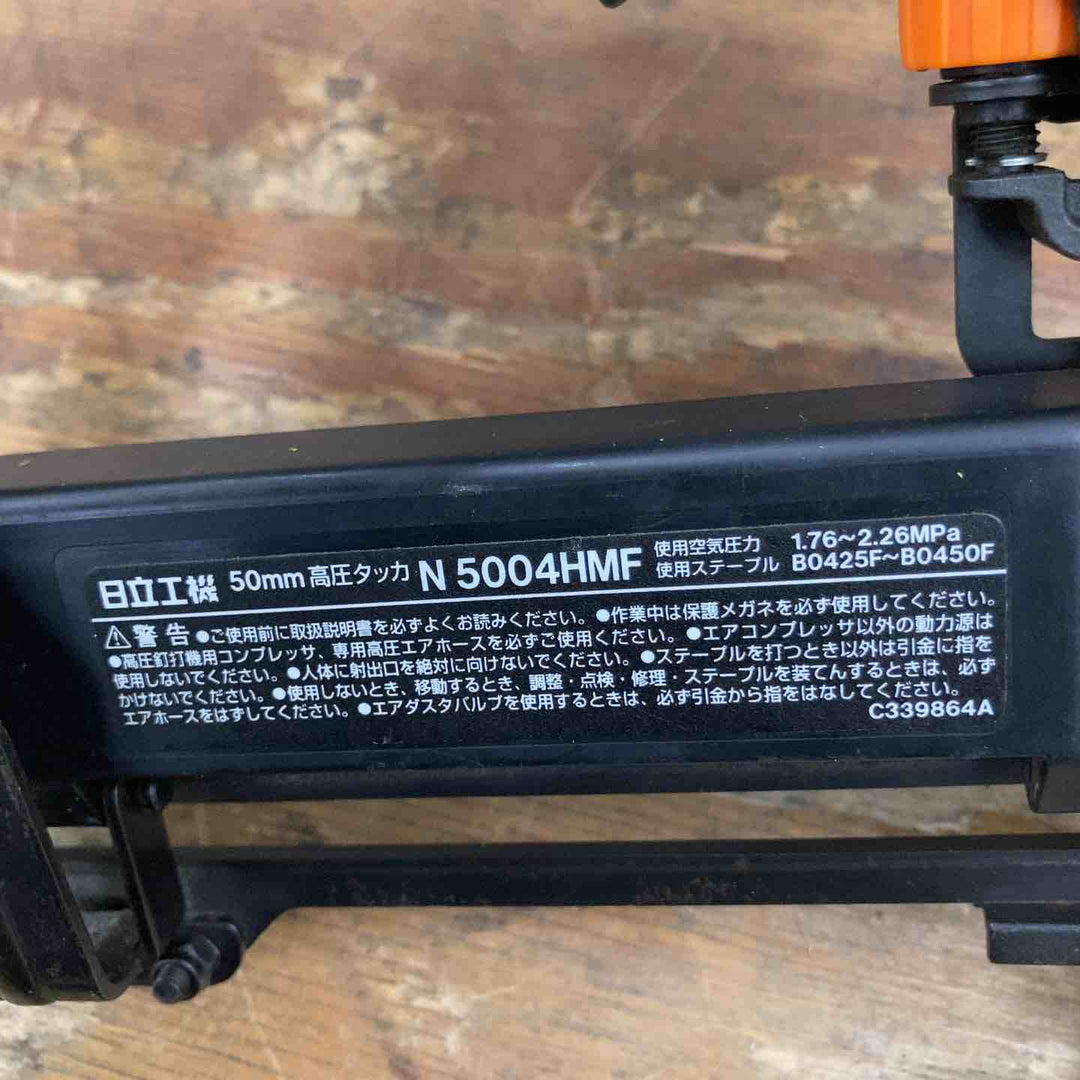 日立工機 50mm 高圧タッカ N 5004HMF 使用空気圧力 1.76～2.26MPa
使用ステープル BO425F～BO450F
⚠警告 ●ご使用前に取扱説明書を必ずよくお読みください。●作業中は保護メガネを必ず使用してください。
●高圧釘打機用コンプレッサ、専用高圧エアホースを必ずご使用ください。●エアコンプレッサ以外の動力源は
使用しないでください。●人体に射出口を絶対に向けないでください。●ステープルを打つとき以外は引金に指を
かけないでください。●使用しないとき、移動するとき、調整・点検・修理・ステープルを装てんするときは、必ず
エアホースをはずしてください。●エアダスタバルブを使用するときは、必ず引金から指をはなしてください。
C339864A